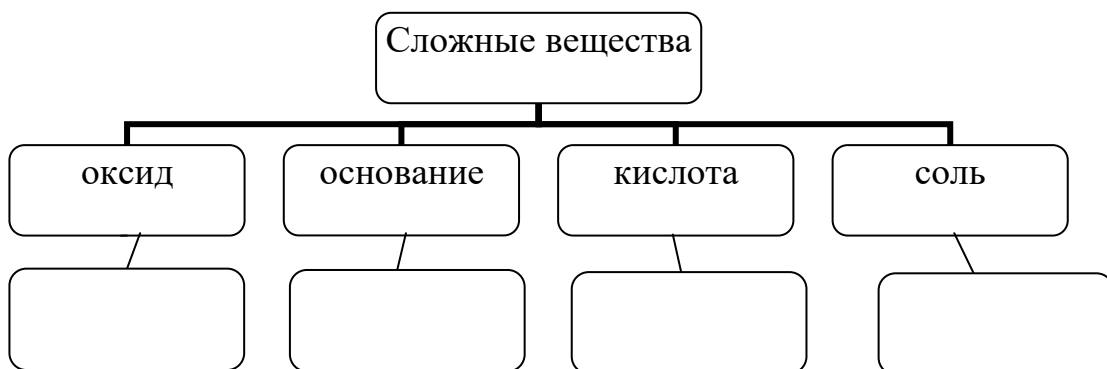 Сложные вещества
оксид
основание
кислота
соль